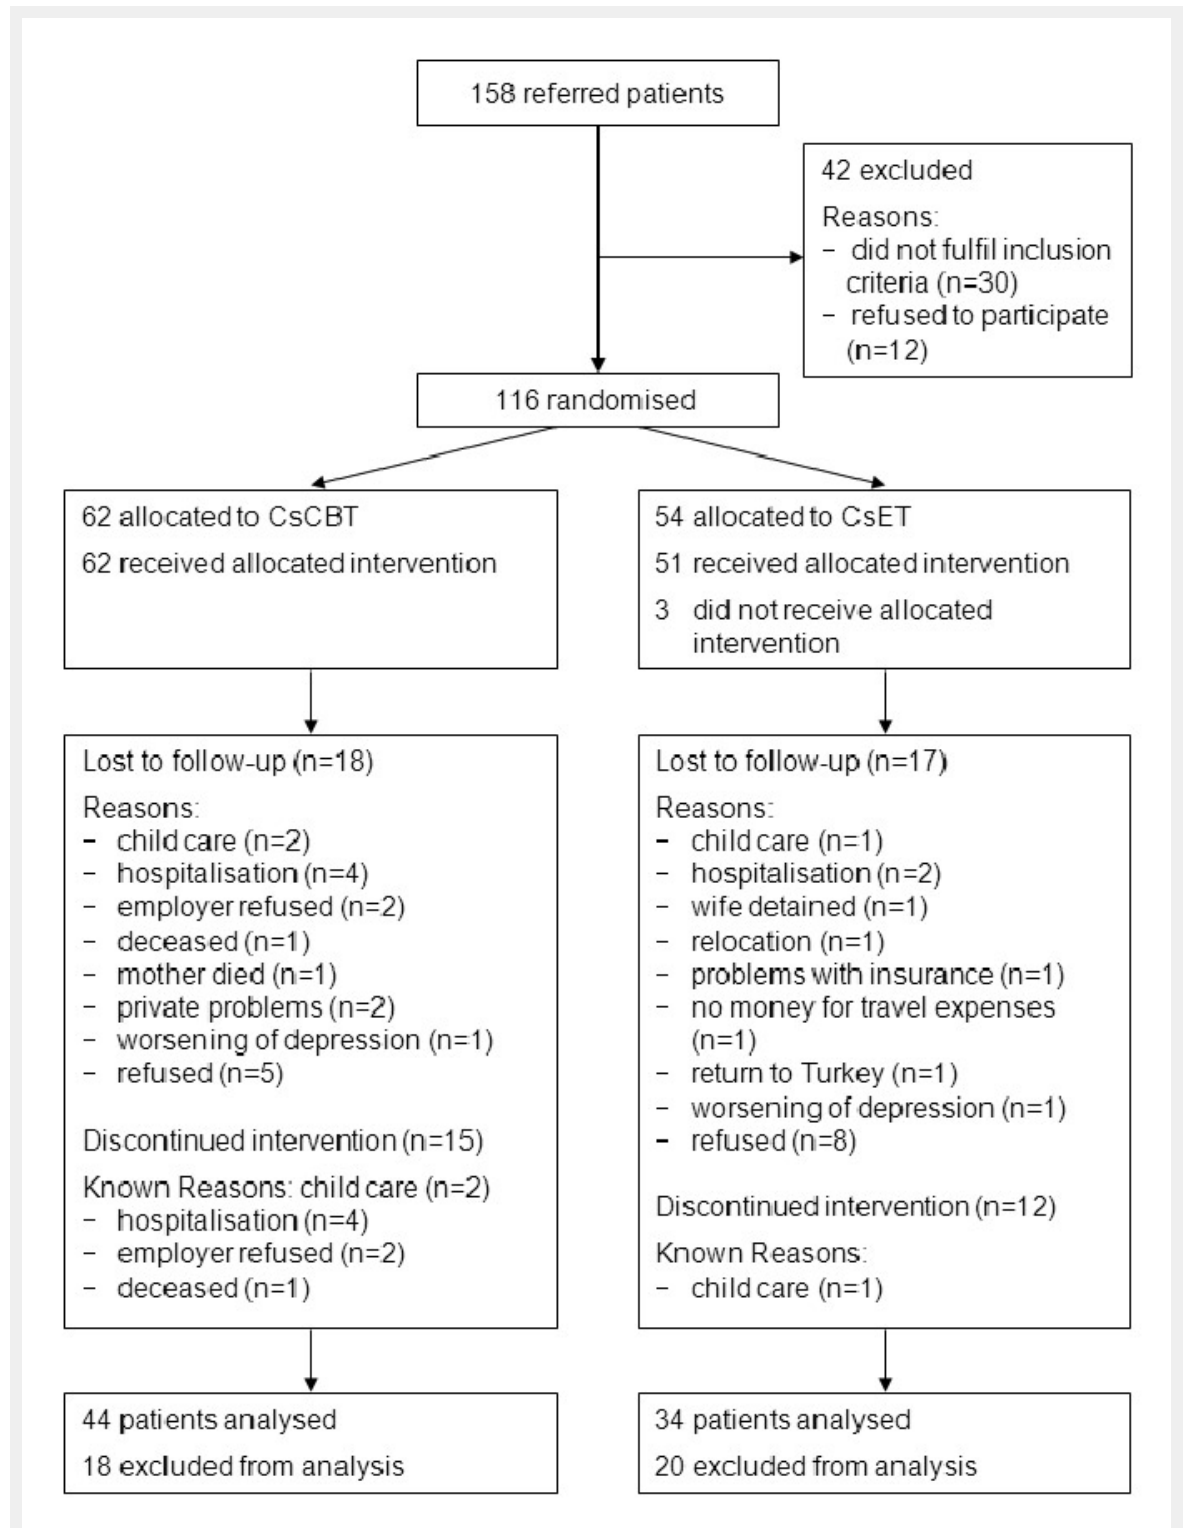 158 referred patients
42 excluded
Reasons:
− did not fulfil inclusion
criteria (n=30)
− refused to participate
(n=12)
116 randomised
62 allocated to CsCBT
62 received allocated intervention
54 allocated to CsET
51 received allocated intervention
3 did not receive allocated
intervention
Lost to follow-up (n=18)
Reasons:
− child care (n=2)
− hospitalisation (n=4)
− employer refused (n=2)
− deceased (n=1)
− mother died (n=1)
− private problems (n=2)
− worsening of depression (n=1)
− refused (n=5)
Discontinued intervention (n=15)
Known Reasons: child care (n=2)
− hospitalisation (n=4)
− employer refused (n=2)
− deceased (n=1)
Lost to follow-up (n=17)
Reasons:
− child care (n=1)
− hospitalisation (n=2)
− wife detained (n=1)
− relocation (n=1)
− problems with insurance (n=1)
− no money for travel expenses
(n=1)
− return to Turkey (n=1)
− worsening of depression (n=1)
− refused (n=8)
Discontinued intervention (n=12)
Known Reasons:
− child care (n=1)
44 patients analysed
18 excluded from analysis
34 patients analysed
20 excluded from analysis